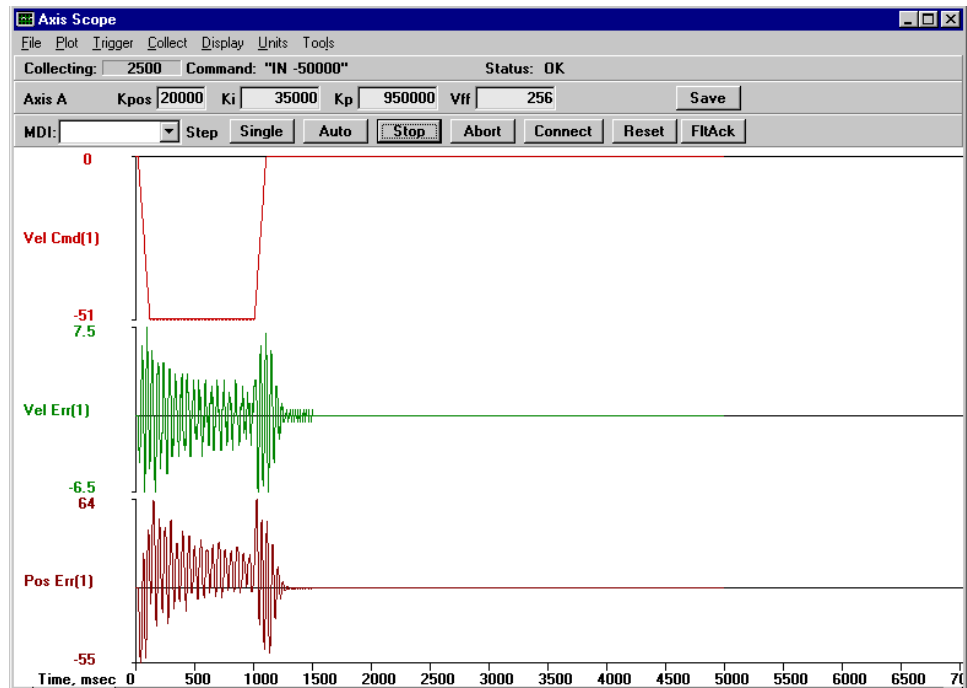 Axis Scope
File Plot Trigger Collect Display Units Tools
Collecting: 2500 Command: "IN -50000" Status: OK
Axis A Kpos 20000 Ki 35000 Kp 950000 Vff 256 Save
MDI: Step Single Auto Stop Abort Connect Reset FltAck
0
Vel Cmd(1)
-51
7.5
Vel Err(1)
-6.5
64
Pos Err(1)
-55
Time, msec 0 500 1000 1500 2000 2500 3000 3500 4000 4500 5000 5500 6000 6500